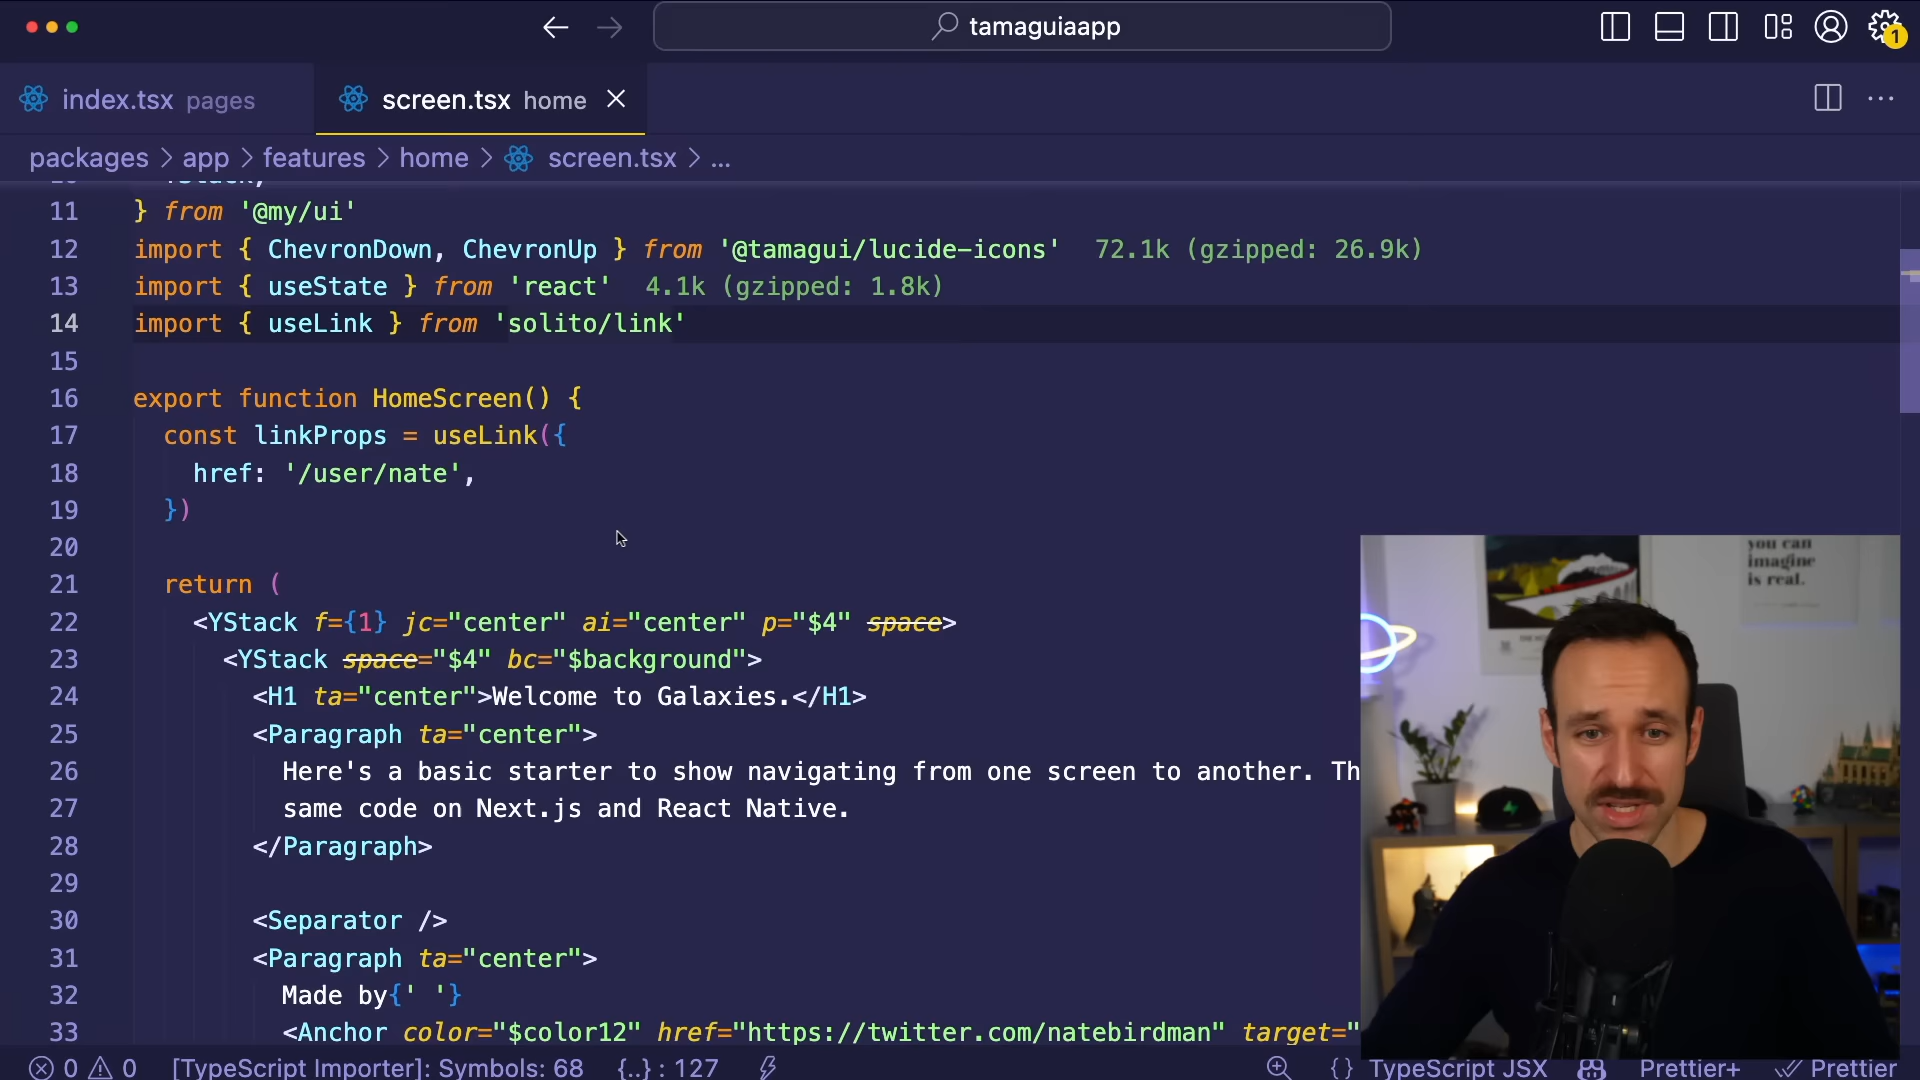 tamaguiaapp
1
index.tsx pages
screen.tsx home
packages > app > features > home > screen.tsx > ...
11 } from '@my/ui'
12 import { ChevronDown, ChevronUp } from '@tamagui/lucide-icons' 72.1k (gzipped: 26.9k)
13 import { useState } from 'react' 4.1k (gzipped: 1.8k)
14 import { useLink } from 'solito/link'
15
16 export function HomeScreen() {
17 const linkProps = useLink({
18 href: '/user/nate',
19 })
20
21 return (
22 <YStack f={1} jc="center" ai="center" p="$4" space>
23 <YStack space="$4" bc="$background">
24 <H1 ta="center">Welcome to Galaxies.</H1>
25 <Paragraph ta="center">
26 Here's a basic starter to show navigating from one screen to another. Th
27 same code on Next.js and React Native.
28 </Paragraph>
29
30 <Separator />
31 <Paragraph ta="center">
32 Made by{' '}
33 <Anchor color="$color12" href="https://twitter.com/natebirdman" target="
you can
imagine
is real.
0 0 [TypeScript Importer]: Symbols: 68 {..} : 127 {} TypeScript JSX Prettier+ Prettier